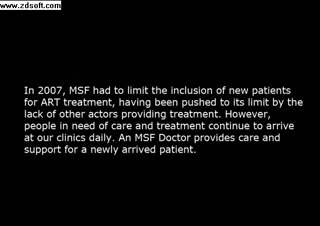 www.zdsoft.com
In 2007, MSF had to limit the inclusion of new patients
for ART treatment, having been pushed to its limit by the
lack of other actors providing treatment. However,
people in need of care and treatment continue to arrive
at our clinics daily. An MSF Doctor provides care and
support for a newly arrived patient.